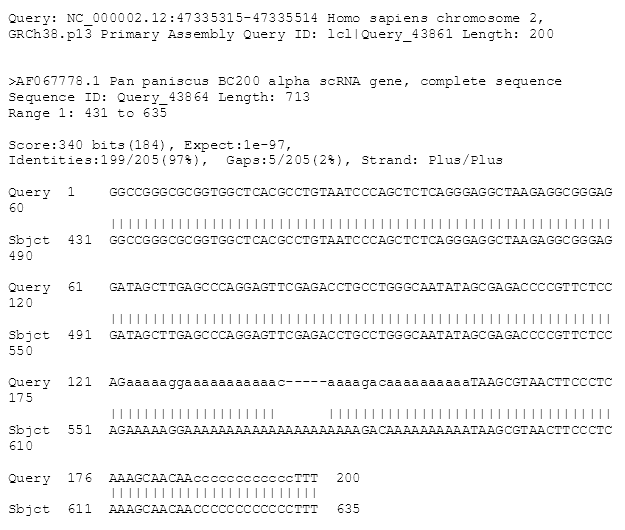 Query: NC_000002.12:47335315-47335514 Homo sapiens chromosome 2,
GRCh38.p13 Primary Assembly Query ID: lcl|Query_43861 Length: 200
>AF067778.1 Pan paniscus BC200 alpha scRNA gene, complete sequence
Sequence ID: Query_43864 Length: 713
Range 1: 431 to 635
Score:340 bits(184), Expect:1e-97,
Identities:199/205(97%), Gaps:5/205(2%), Strand: Plus/Plus
Query 1 GGCCGGGCGCGGTGGCTCACGCCTGTAATCCCAGCTCTCAGGGAGGCTAAGAGGCGGGAG
60
||||||||||||||||||||||||||||||||||||||||||||||||||||||||||||
Sbjct 431 GGCCGGGCGCGGTGGCTCACGCCTGTAATCCCAGCTCTCAGGGAGGCTAAGAGGCGGGAG
490
Query 61 GATAGCTTGAGCCCAGGAGTTCGAGACCTGCCTGGGCAATATAGCGAGACCCCGTTCTCC
120
||||||||||||||||||||||||||||||||||||||||||||||||||||||||||||
Sbjct 491 GATAGCTTGAGCCCAGGAGTTCGAGACCTGCCTGGGCAATATAGCGAGACCCCGTTCTCC
550
Query 121 AGaaaaaggaaaaaaaaaaac-----aaaagacaaaaaaaaaaTAAGCGTAACTTCCCTC
175
||||||||||||||||||||      ||||||||||||||||||||||||||||||||||
Sbjct 551 AGAAAAAGGAAAAAAAAAAAAAAAAAAAAAGACAAAAAAAAAATAAGCGTAACTTCCCTC
610
Query 176 AAAGCAACAAccccccccccccTTT 200
|||||||||||||||||||||||||
Sbjct 611 AAAGCAACAACCCCCCCCCCCCTTT 635